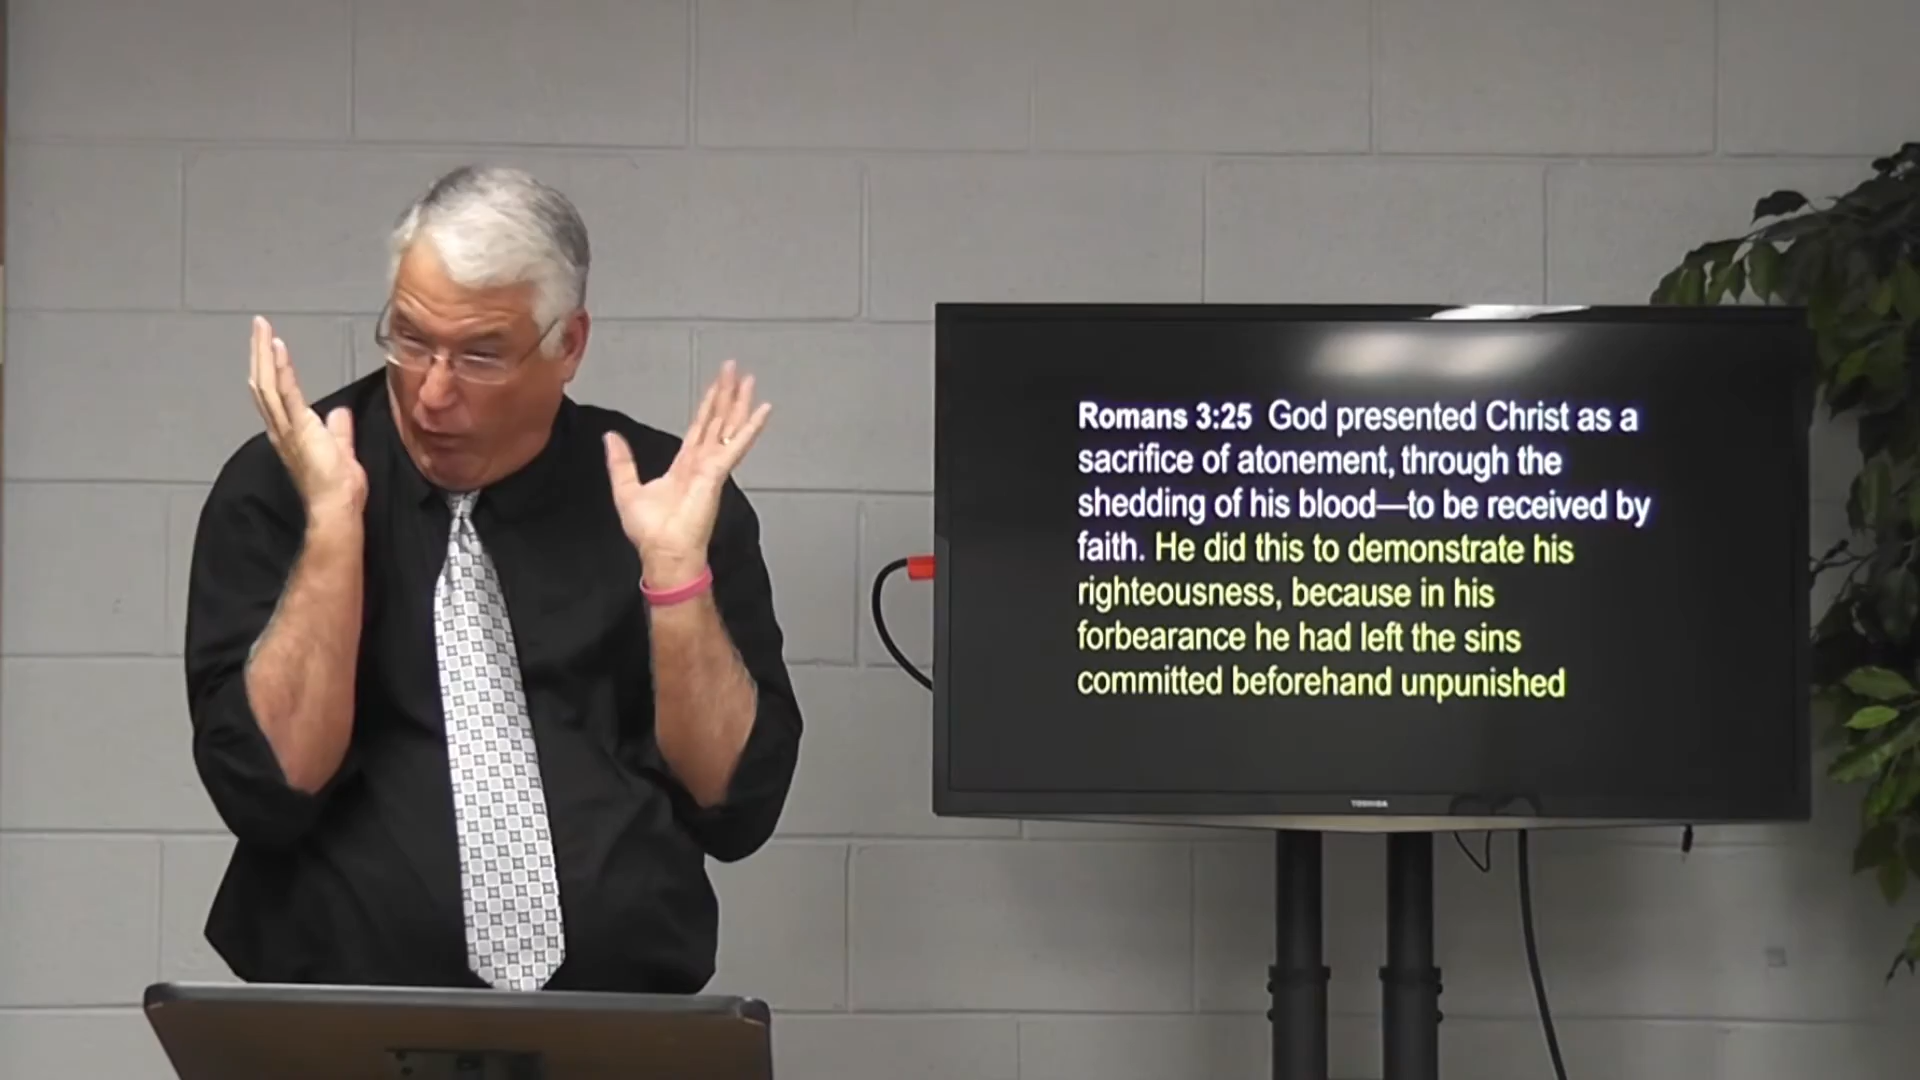 Romans 3:25 God presented Christ as a
sacrifice of atonement, through the
shedding of his blood—to be received by
faith. He did this to demonstrate his
righteousness, because in his
forbearance he had left the sins
committed beforehand unpunished
TOSHIBA